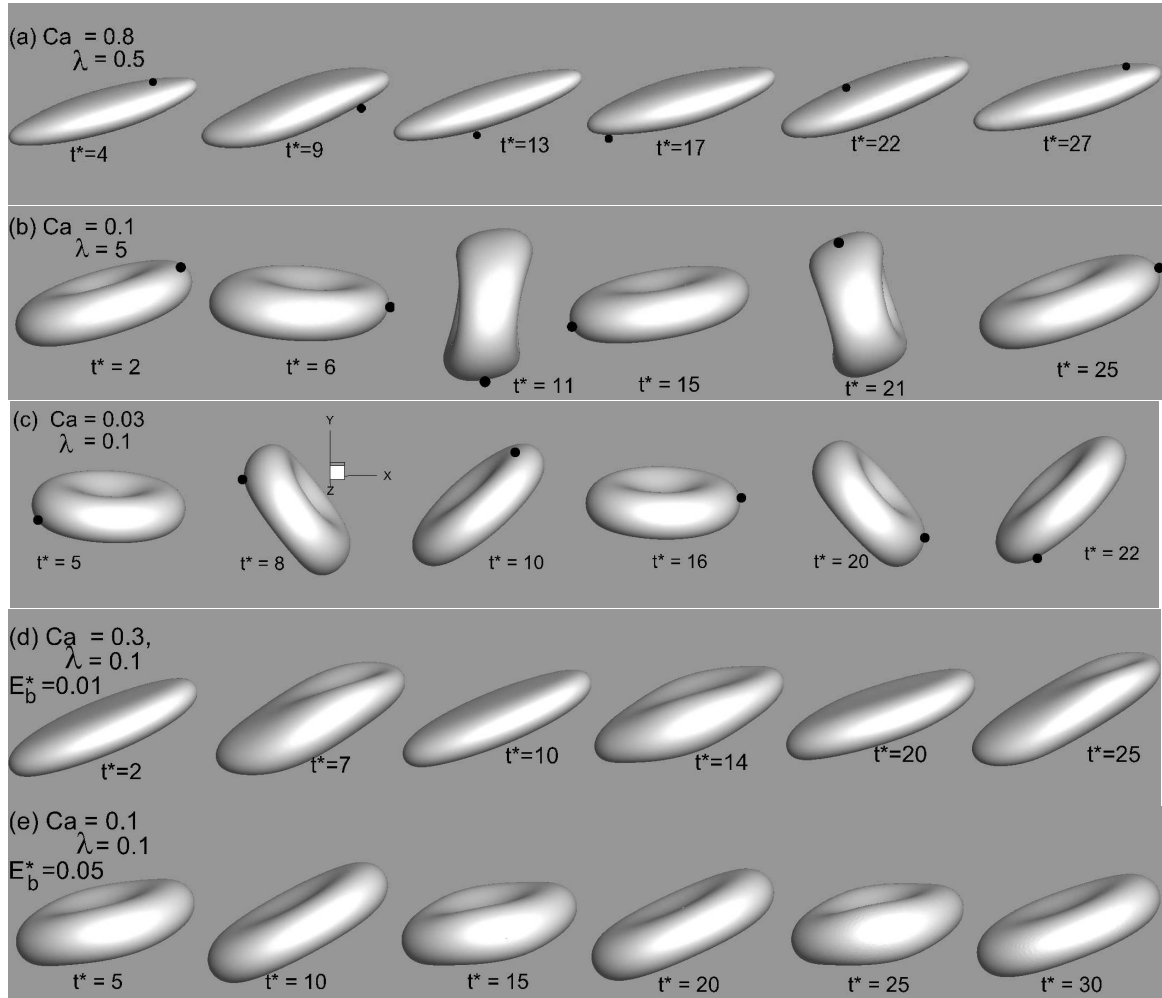 (a) Ca = 0.8
λ = 0.5
t*=4 t*=9 t*=13 t*=17 t*=22 t*=27
(b) Ca = 0.1
λ = 5
t* = 2 t* = 6 t* = 11 t* = 15 t* = 21 t* = 25
(c) Ca = 0.03
λ = 0.1
Y
X
Z
t* = 5 t* = 8 t* = 10 t* = 16 t* = 20 t* = 22
(d) Ca = 0.3,
λ = 0.1
E*b=0.01
t*=2 t*=7 t*=10 t*=14 t*=20 t*=25
(e) Ca = 0.1
λ = 0.1
E*b=0.05
t* = 5 t* = 10 t* = 15 t* = 20 t* = 25 t* = 30